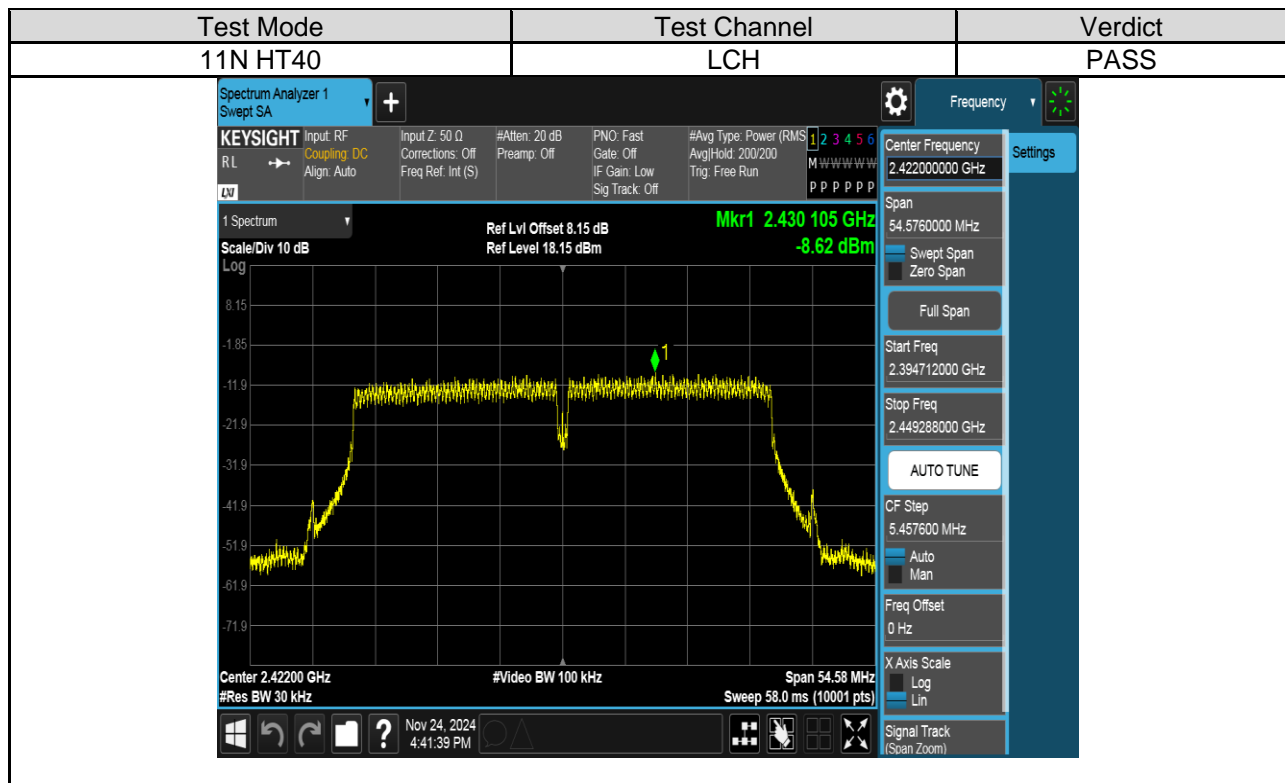 Test Mode Test Channel Verdict
11N HT40 LCH PASS
Spectrum Analyzer 1
Swept SA
+
Frequency
KEYSIGHT
R L
LXI
Input: RF
Coupling: DC
Align: Auto
Input Z: 50 Ω
Corrections: Off
Freq Ref: Int (S)
#Atten: 20 dB
Preamp: Off
PNO: Fast
Gate: Off
IF Gain: Low
Sig Track: Off
#Avg Type: Power (RMS
Avg|Hold: 200/200
Trig: Free Run
1 2 3 4 5 6
M W W W W W
P P P P P P
1 Spectrum
Scale/Div 10 dB
Log
Ref Lvl Offset 8.15 dB
Ref Level 18.15 dBm
Mkr1 2.430 105 GHz
-8.62 dBm
8.15
-1.85
-11.9
-21.9
-31.9
-41.9
-51.9
-61.9
-71.9
1
Center 2.42200 GHz
#Res BW 30 kHz
#Video BW 100 kHz
Span 54.58 MHz
Sweep 58.0 ms (10001 pts)
Center Frequency
2.422000000 GHz
Settings
Span
54.5760000 MHz
Swept Span
Zero Span
Full Span
Start Freq
2.394712000 GHz
Stop Freq
2.449288000 GHz
AUTO TUNE
CF Step
5.457600 MHz
Auto
Man
Freq Offset
0 Hz
X Axis Scale
Log
Lin
Signal Track
(Span Zoom)
?
Nov 24, 2024
4:41:39 PM